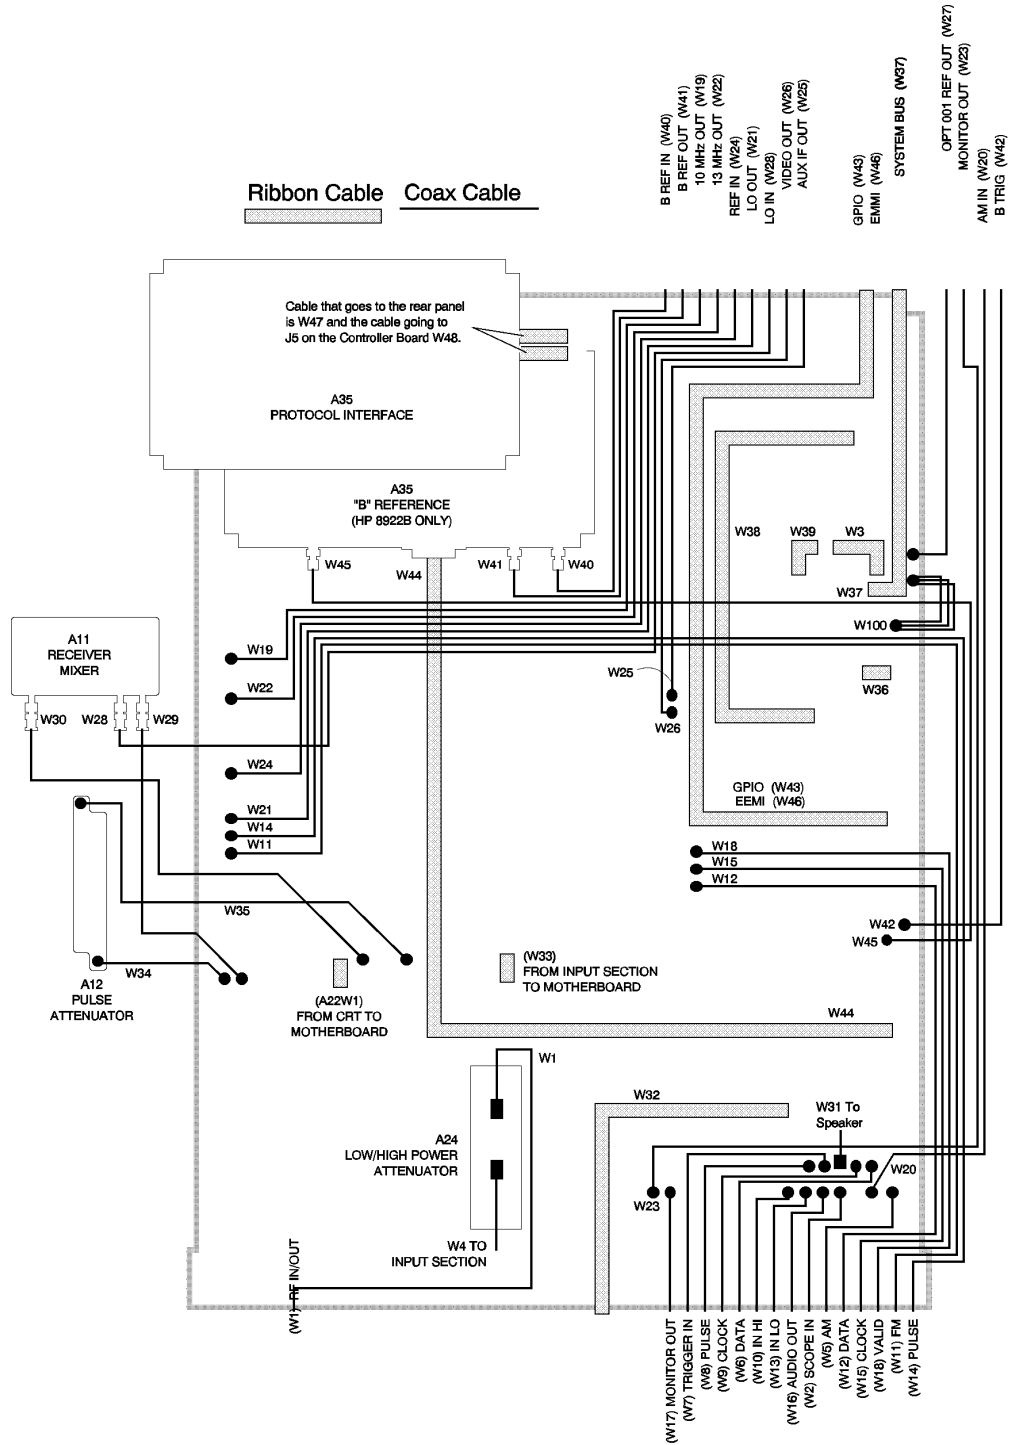 B REF IN (W40)
B REF OUT (W41)
10 MHz OUT (W19)
13 MHz OUT (W22)
REF IN (W24)
LO OUT (W21)
LO IN (W28)
VIDEO OUT (W26)
AUX IF OUT (W25)
GPIO (W43)
EMMI (W46)
SYSTEM BUS (W37)
OPT 001 REF OUT (W27)
MONITOR OUT (W23)
AM IN (W20)
B TRIG (W42)
Ribbon Cable
Coax Cable
Cable that goes to the rear panel
is W47 and the cable going to
J5 on the Controller Board W48.
A35
PROTOCOL INTERFACE
A35
"B" REFERENCE
(HP 8922B ONLY)
W45
W44
W41
W40
W38
W39
W3
W37
W100
W36
A11
RECEIVER
MIXER
W30
W28
W29
W19
W22
W24
W21
W14
W11
W25
W26
GPIO (W43)
EEMI (W46)
W18
W15
W12
W42
W45
W35
W34
A12
PULSE
ATTENUATOR
(A22W1)
FROM CRT TO
MOTHERBOARD
(W33)
FROM INPUT SECTION
TO MOTHERBOARD
W44
W1
A24
LOW/HIGH POWER
ATTENUATOR
W4 TO
INPUT SECTION
W32
W31 To
Speaker
W20
W23
(W1) RF IN/OUT
(W17) MONITOR OUT
(W7) TRIGGER IN
(W8) PULSE
(W9) CLOCK
(W6) DATA
(W10) IN HI
(W13) IN LO
(W16) AUDIO OUT
(W2) SCOPE IN
(W5) AM
(W12) DATA
(W15) CLOCK
(W18) VALID
(W11) FM
(W14) PULSE